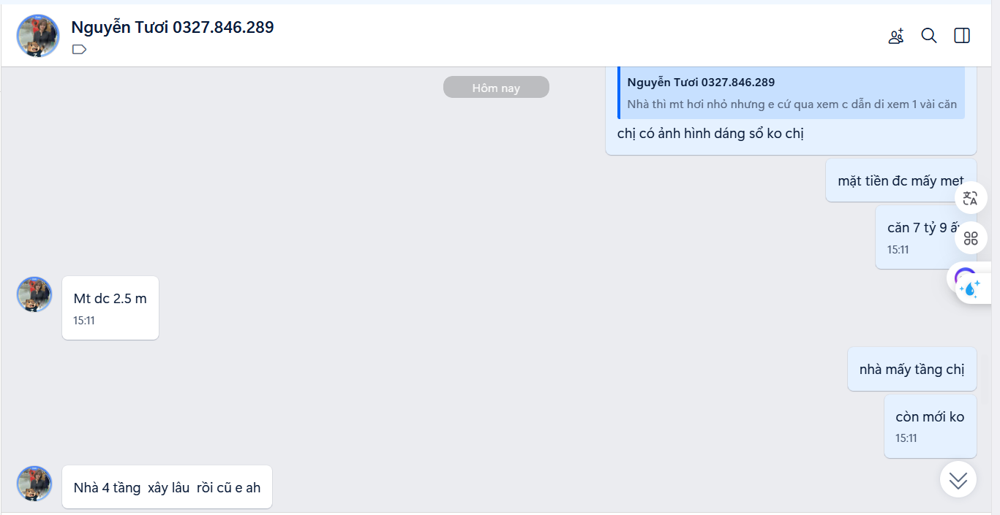 Nguyễn Tươi 0327.846.289
Hôm nay
Nguyễn Tươi 0327.846.289
Nhà thì mt hơi nhỏ nhưng e cứ qua xem c dẫn di xem 1 vài căn
chị có ảnh hình dáng sổ ko chị
mặt tiền đc mấy met
căn 7 tỷ 9
15:11
Mt dc 2.5 m
15:11
nhà mấy tầng chị
còn mới ko
15:11
Nhà 4 tầng xây lâu rồi cũ e ah